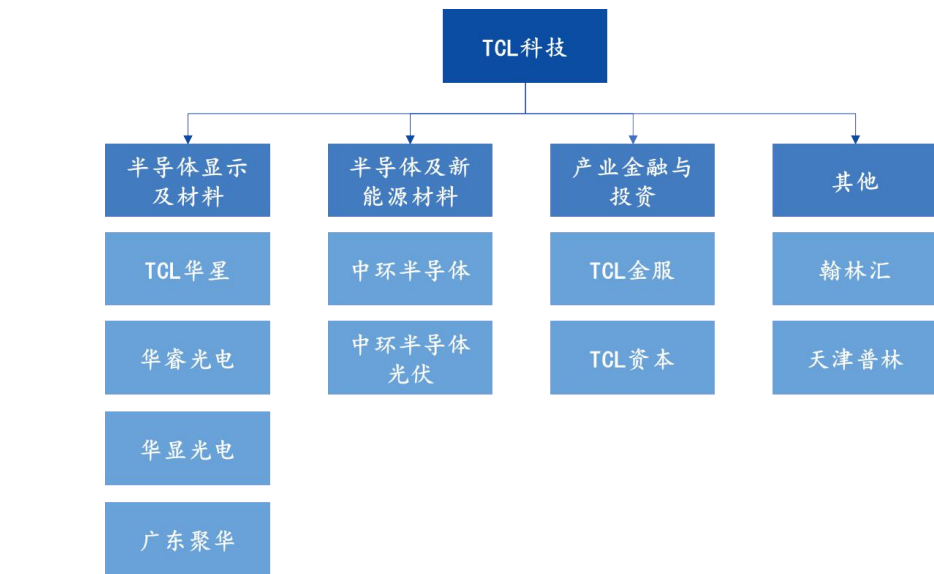 TCL科技
半导体显示
及材料
半导体及新
能源材料
产业金融与
投资
其他
TCL华星
中环半导体
TCL金服
翰林汇
华睿光电
中环半导体
光伏
TCL资本
天津普林
华显光电
广东聚华